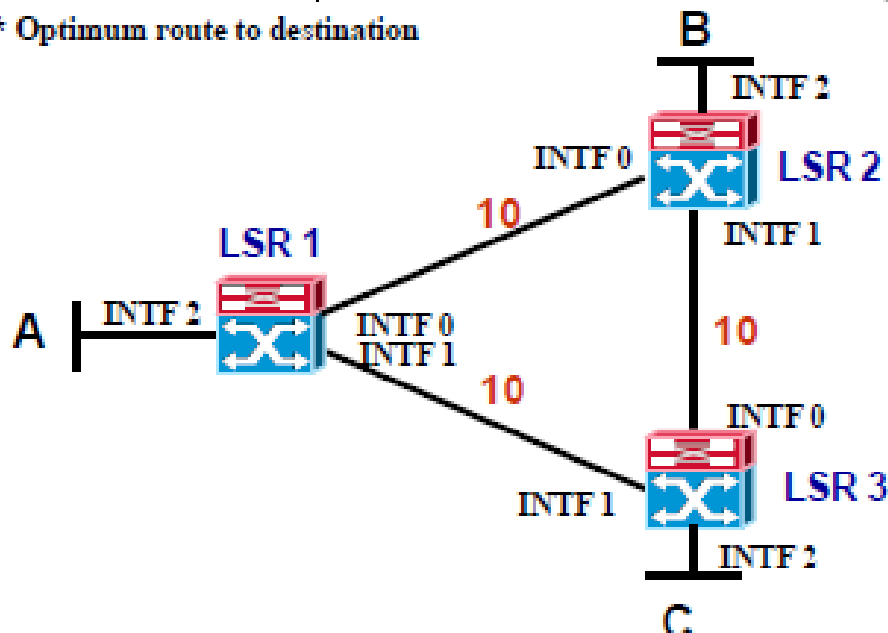 * Optimum route to destination
B
INTF 2
INTF 0
LSR 2
10
INTF 1
LSR 1
A
INTF 2
INTF 0
INTF 1
10
10
INTF 0
LSR 3
INTF 1
INTF 2
C